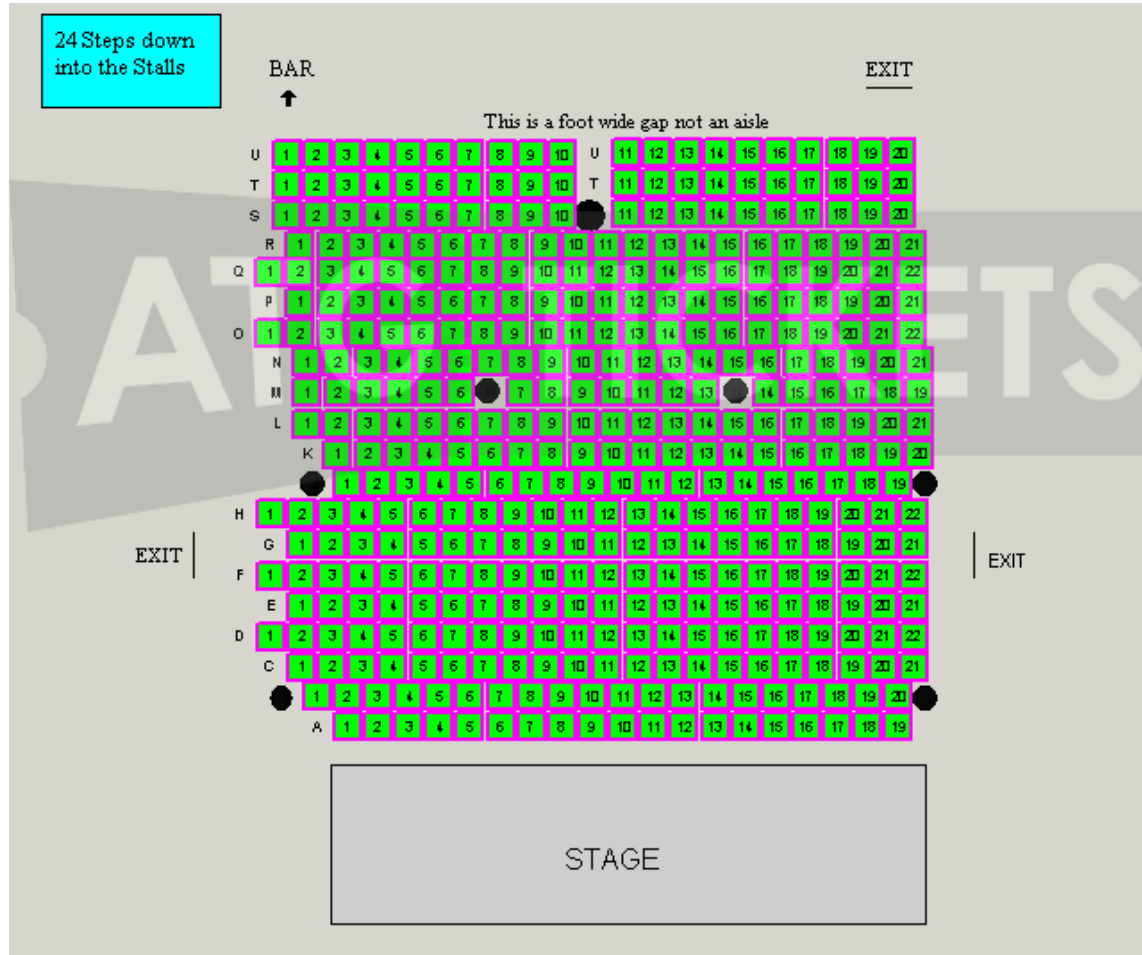 24 Steps down
into the Stalls
BAR
EXIT
This is a foot wide gap not an aisle
U 1 2 3 4 5 6 7 8 9 10 U 11 12 13 14 15 16 17 18 19 20
T 1 2 3 4 5 6 7 8 9 10 T 11 12 13 14 15 16 17 18 19 20
S 1 2 3 4 5 6 7 8 9 10 11 12 13 14 15 16 17 18 19 20
R 1 2 3 4 5 6 7 8 9 10 11 12 13 14 15 16 17 18 19 20 21
Q 1 2 3 4 5 6 7 8 9 10 11 12 13 14 15 16 17 18 19 20 21 22
P 1 2 3 4 5 6 7 8 9 10 11 12 13 14 15 16 17 18 19 20 21
O 1 2 3 4 5 6 7 8 9 10 11 12 13 14 15 16 17 18 19 20 21 22
ATG TICKETS
N 1 2 3 4 5 6 7 8 9 10 11 12 13 14 15 16 17 18 19 20 21
M 1 2 3 4 5 6 7 8 9 10 11 12 13 14 15 16 17 18 19
L 1 2 3 4 5 6 7 8 9 10 11 12 13 14 15 16 17 18 19 20 21
K 1 2 3 4 5 6 7 8 9 10 11 12 13 14 15 16 17 18 19 20
1 2 3 4 5 6 7 8 9 10 11 12 13 14 15 16 17 18 19
H 1 2 3 4 5 6 7 8 9 10 11 12 13 14 15 16 17 18 19 20 21 22
G 1 2 3 4 5 6 7 8 9 10 11 12 13 14 15 16 17 18 19 20 21
EXIT
EXIT
F 1 2 3 4 5 6 7 8 9 10 11 12 13 14 15 16 17 18 19 20 21 22
E 1 2 3 4 5 6 7 8 9 10 11 12 13 14 15 16 17 18 19 20 21
D 1 2 3 4 5 6 7 8 9 10 11 12 13 14 15 16 17 18 19 20 21 22
C 1 2 3 4 5 6 7 8 9 10 11 12 13 14 15 16 17 18 19 20 21
1 2 3 4 5 6 7 8 9 10 11 12 13 14 15 16 17 18 19 20
A 1 2 3 4 5 6 7 8 9 10 11 12 13 14 15 16 17 18 19
STAGE